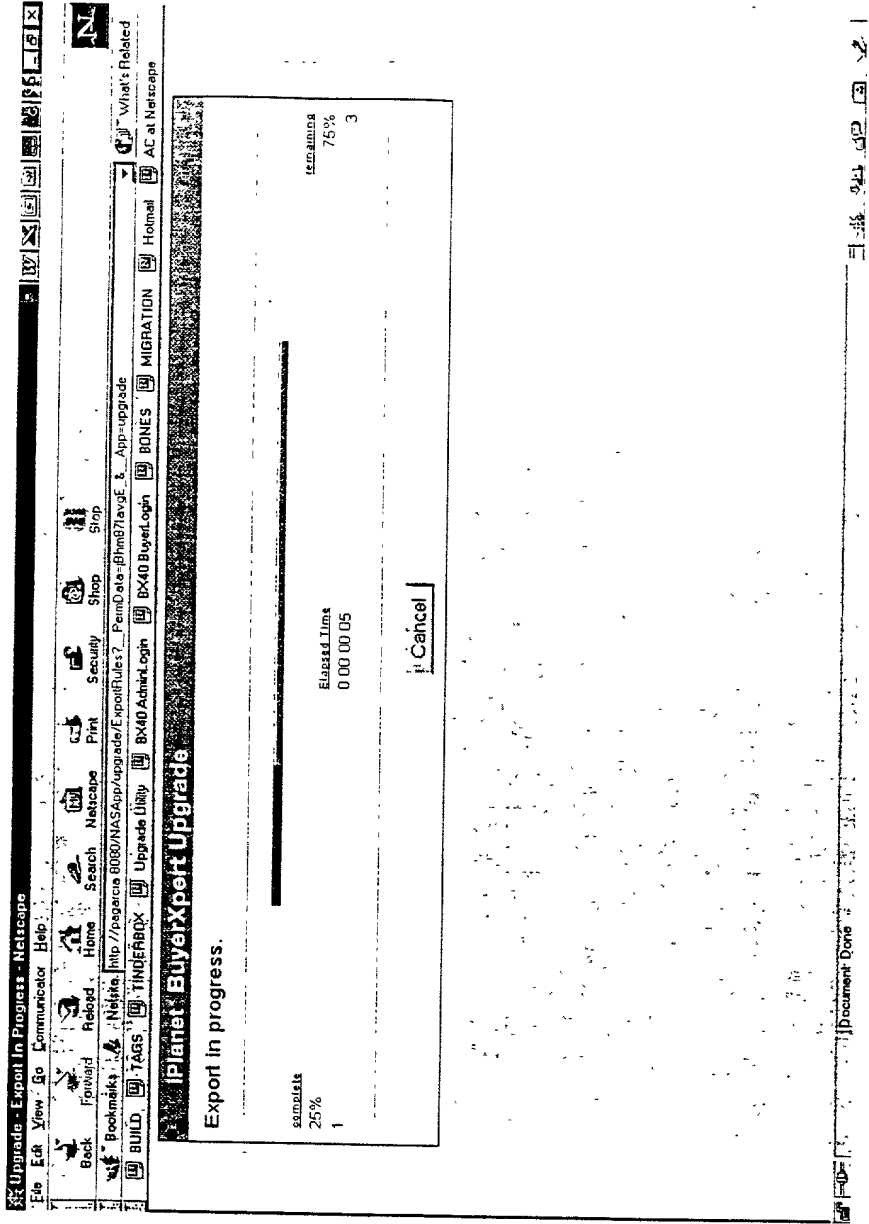 Upgrade - Export In Progress - Netscape
File Edit View Go Communicator Help
Back Forward Reload Home Search Netscape Print Security Shop Stop
Bookmarks Netsite: http //pagarcia 8080/NASApp/upgrade/ExportRules?__PermData= &__App=upgrade What's Related
BUILD TAGS TINDERBOX Upgrade Utility BX40 AdminLogin BX40 BuyerLogin BONES MIGRATION Hotmail AC at Netscape
iPlanet BuyerXpert Upgrade
Export in progress.
complete Elapsed Time remaining
25% 0 00 00 05 75%
1 3
Cancel
Document: Done